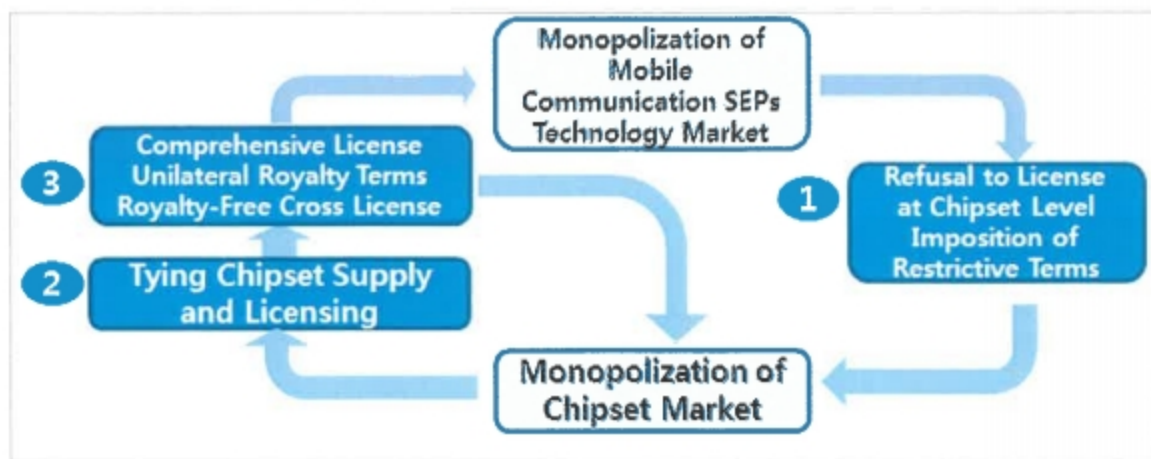 Monopolization of
Mobile
Communication SEPs
Technology Market
3
Comprehensive License
Unilateral Royalty Terms
Royalty-Free Cross License
1
Refusal to License
at Chipset Level
Imposition of
Restrictive Terms
2
Tying Chipset Supply
and Licensing
Monopolization of
Chipset Market